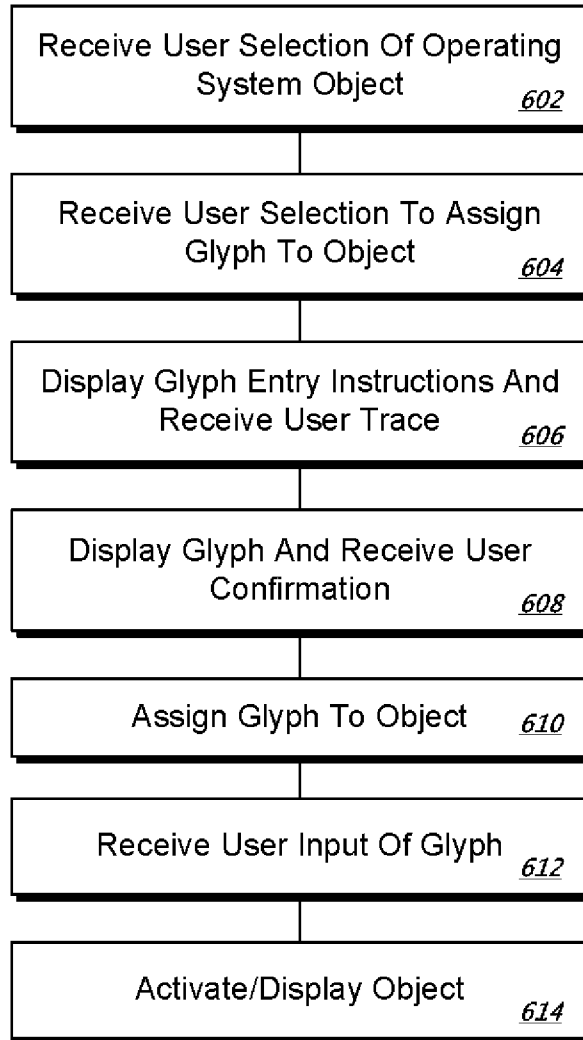 Receive User Selection Of Operating
System Object
602
Receive User Selection To Assign
Glyph To Object
604
Display Glyph Entry Instructions And
Receive User Trace
606
Display Glyph And Receive User
Confirmation
608
Assign Glyph To Object 610
Receive User Input Of Glyph
612
Activate/Display Object
614